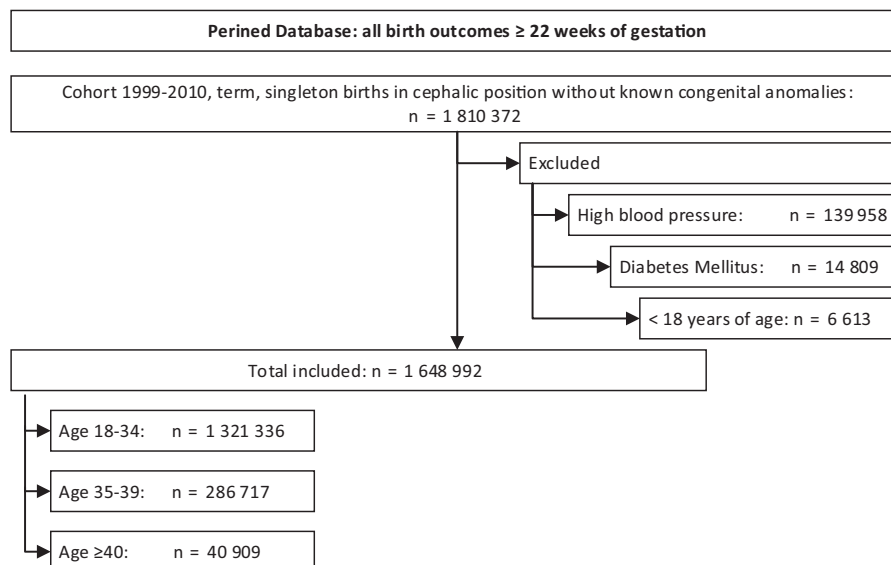 Perined Database: all birth outcomes ≥ 22 weeks of gestation
Cohort 1999-2010, term, singleton births in cephalic position without known congenital anomalies:
n = 1 810 372
Excluded
High blood pressure: n = 139 958
Diabetes Mellitus: n = 14 809
< 18 years of age: n = 6 613
Total included: n = 1 648 992
Age 18-34: n = 1 321 336
Age 35-39: n = 286 717
Age ≥40: n = 40 909